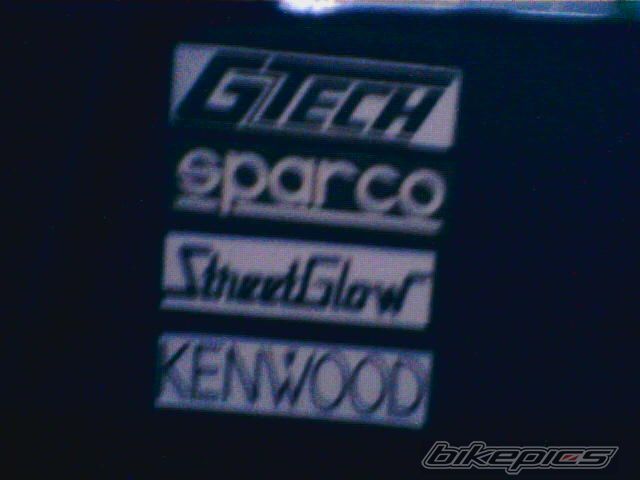 GTECH
sparco
StreetGlow
KENWOOD
bikepics